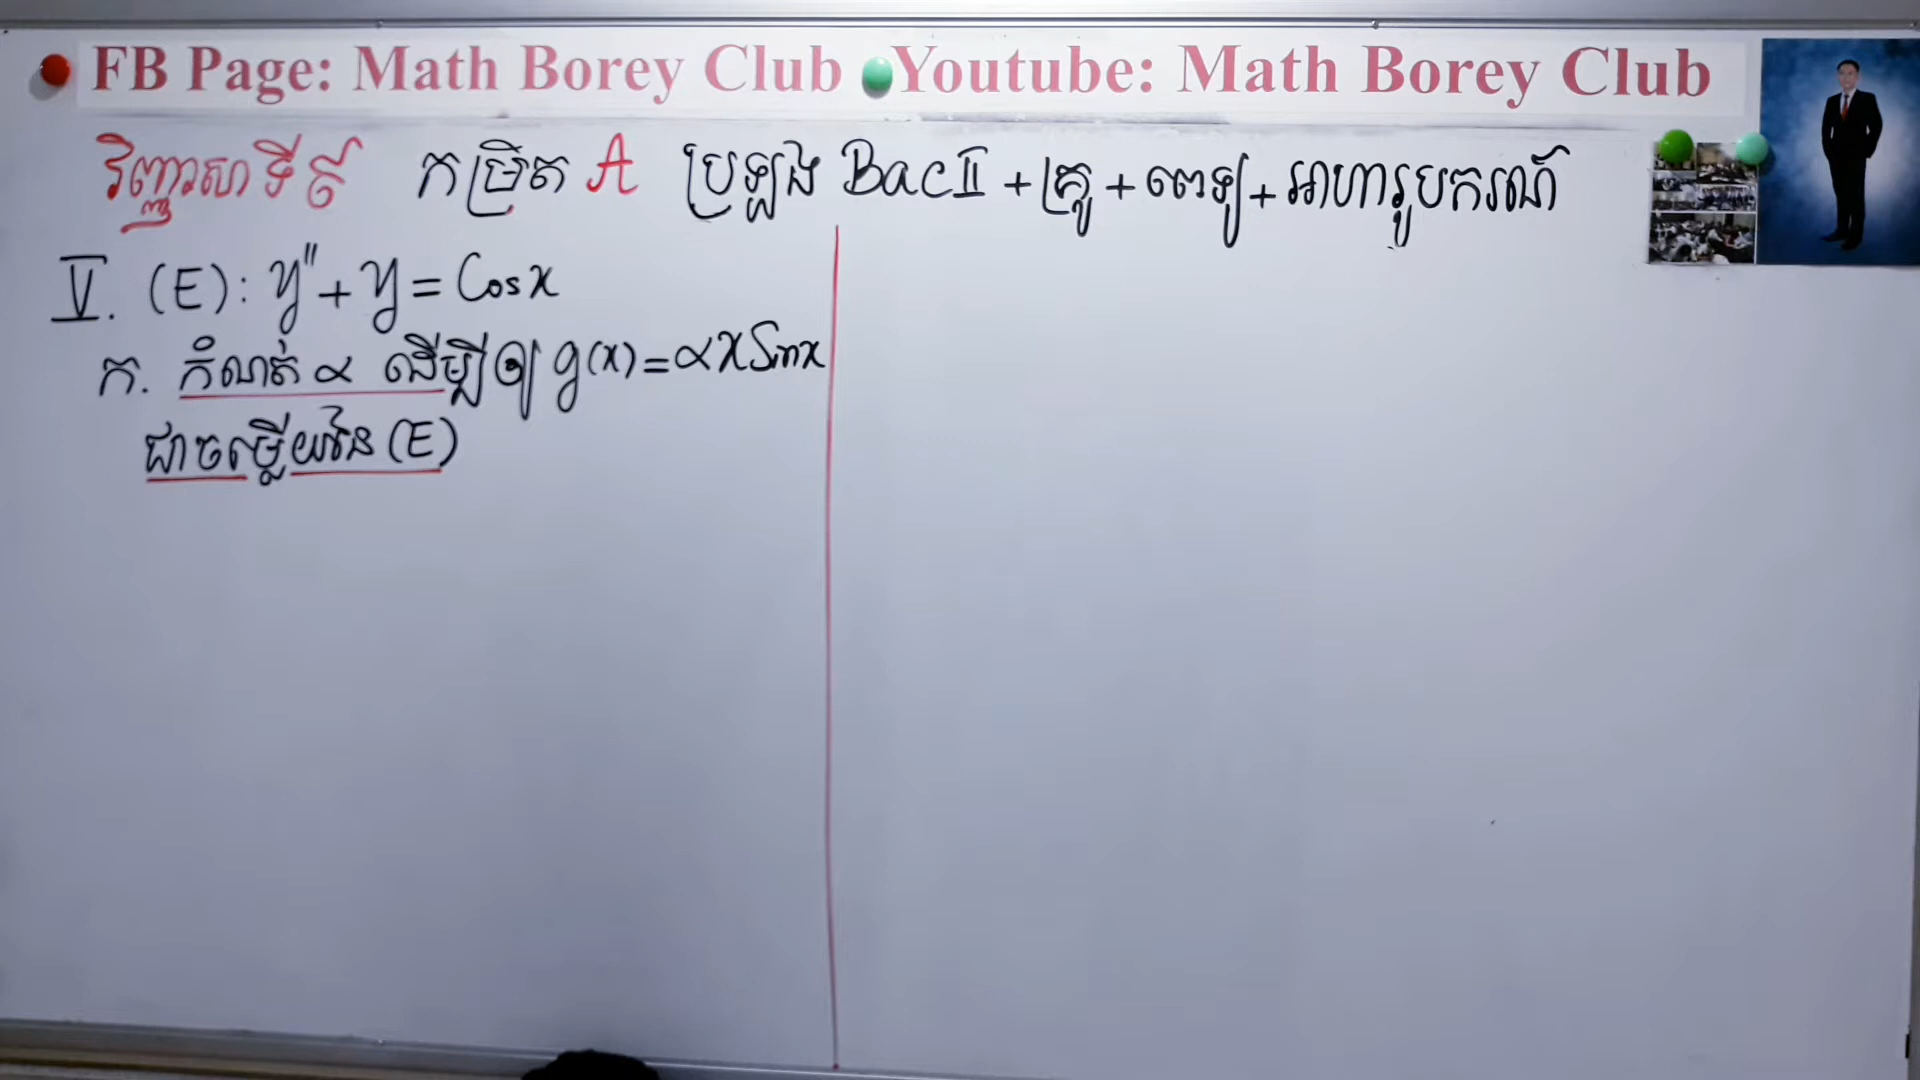 FB Page: Math Borey Club Youtube: Math Borey Club
វិញ្ញាសាទី៩ កម្រិត A ប្រឡង Bac II + គ្រូ + ពេទ្យ + អាហារូបករណ៍
V. (E): y" + y = Cos x
ក. កំណត់ α ដើម្បីឲ្យ g(x) = αx Sin x
ជាចម្លើយនៃ (E)